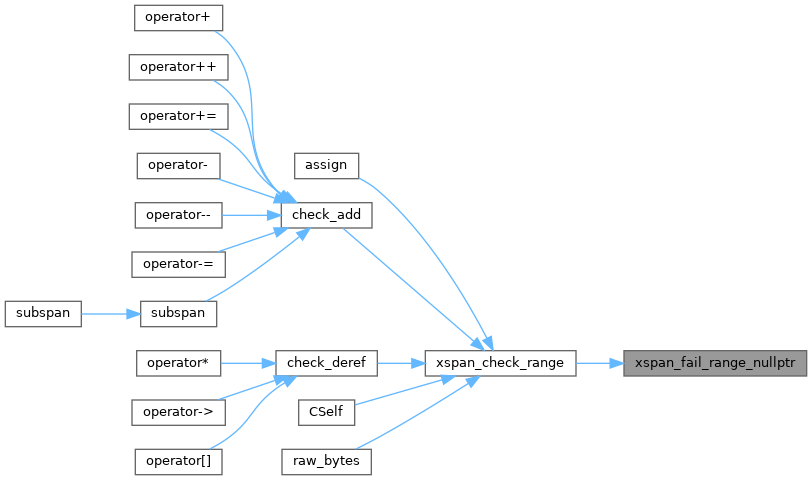 operator+
operator++
operator+=
operator-
assign
operator--
check_add
operator-=
subspan
subspan
operator*
check_deref
xspan_check_range
xspan_fail_range_nullptr
operator->
CSelf
operator[]
raw_bytes